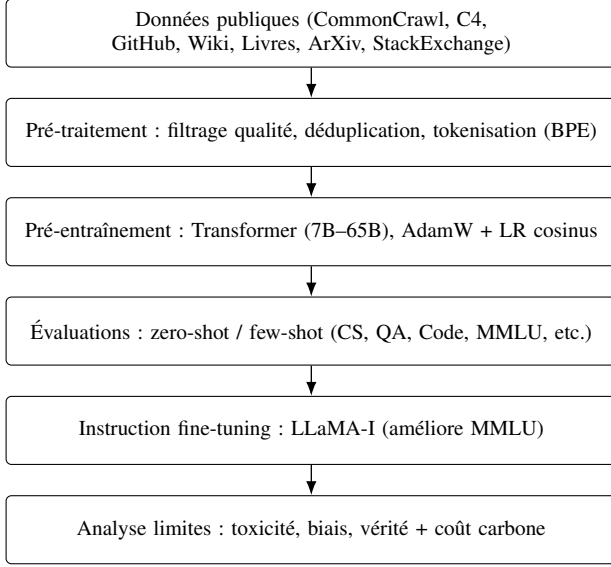 Données publiques (CommonCrawl, C4,
GitHub, Wiki, Livres, ArXiv, StackExchange)
Pré-traitement : filtrage qualité, déduplication, tokenisation (BPE)
Pré-entraînement : Transformer (7B–65B), AdamW + LR cosinus
Évaluations : zero-shot / few-shot (CS, QA, Code, MMLU, etc.)
Instruction fine-tuning : LLaMA-I (améliore MMLU)
Analyse limites : toxicité, biais, vérité + coût carbone